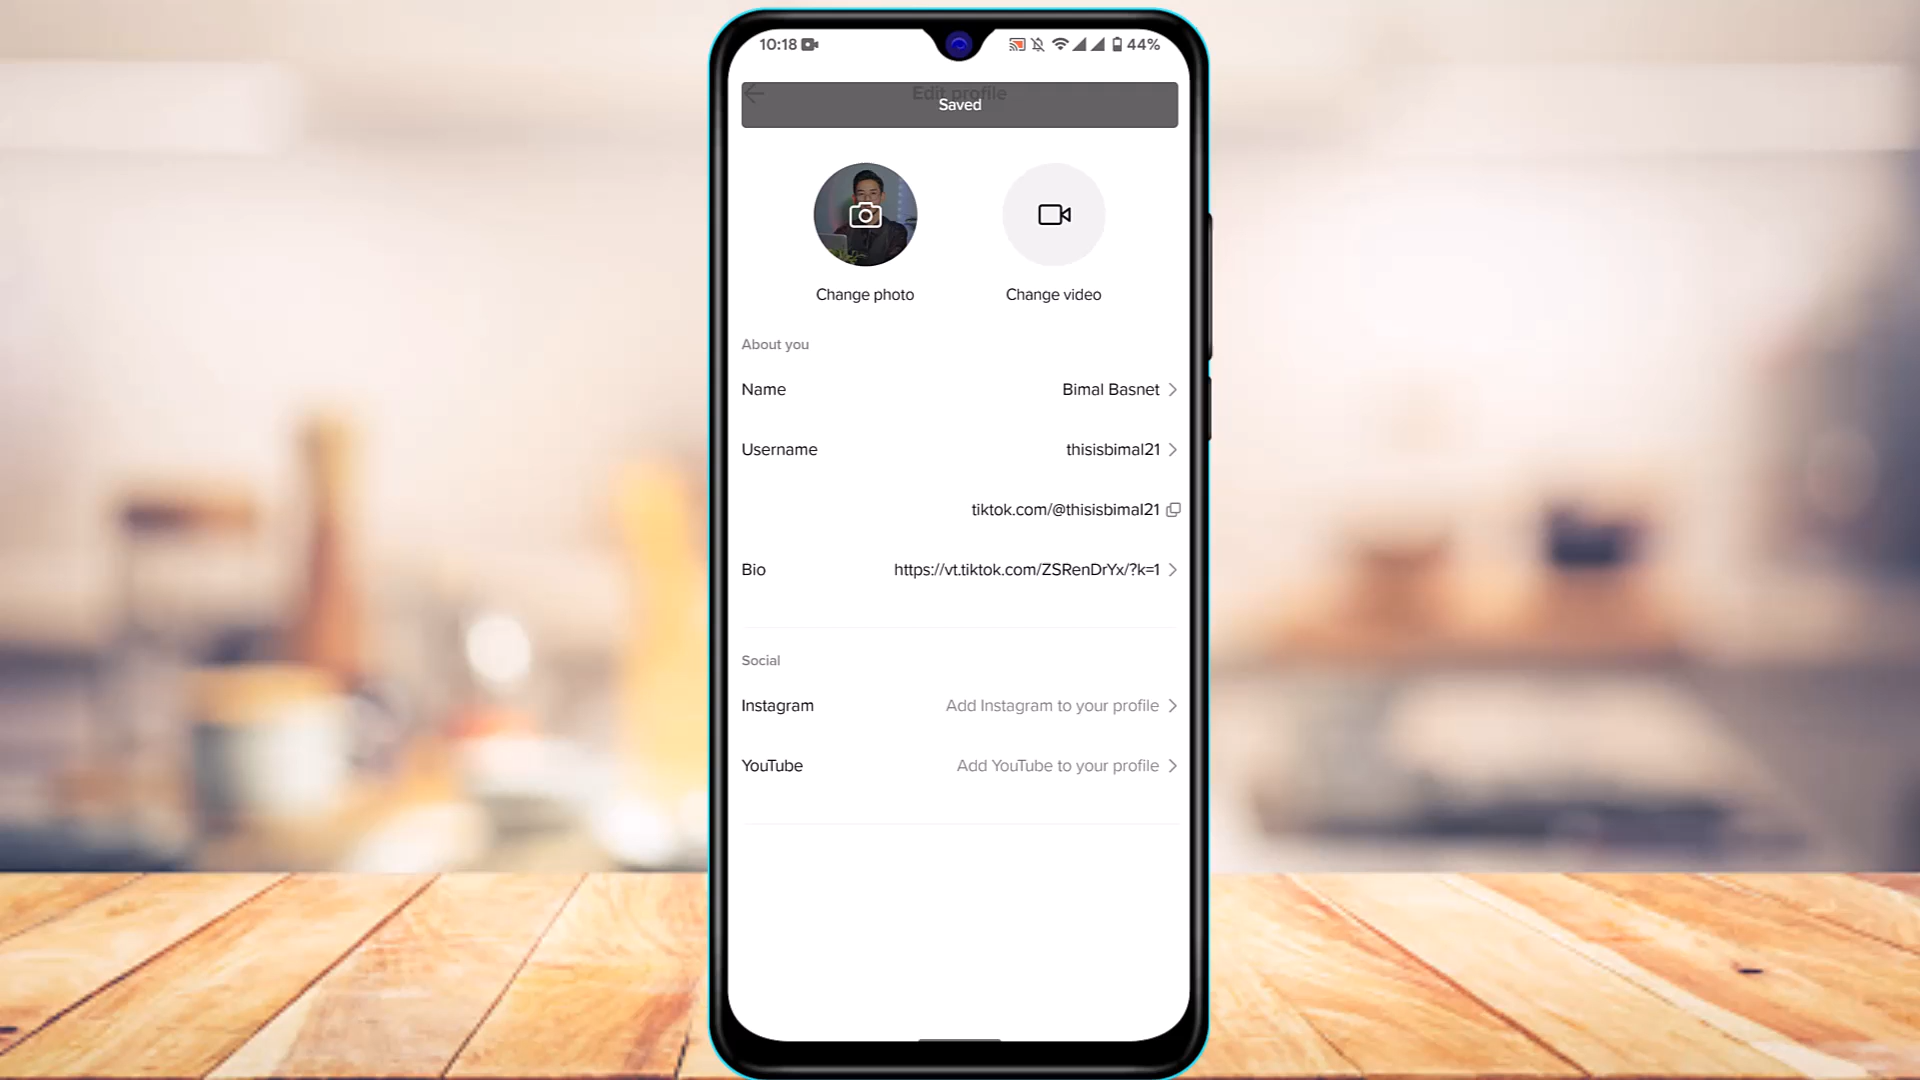 10:18
44%
Edit profile
Saved
Change photo
Change video
About you
Name
Bimal Basnet
Username
thisisbimal21
tiktok.com/@thisisbimal21
Bio
https://vt.tiktok.com/ZSRenDrYx/?k=1
Social
Instagram
Add Instagram to your profile
YouTube
Add YouTube to your profile